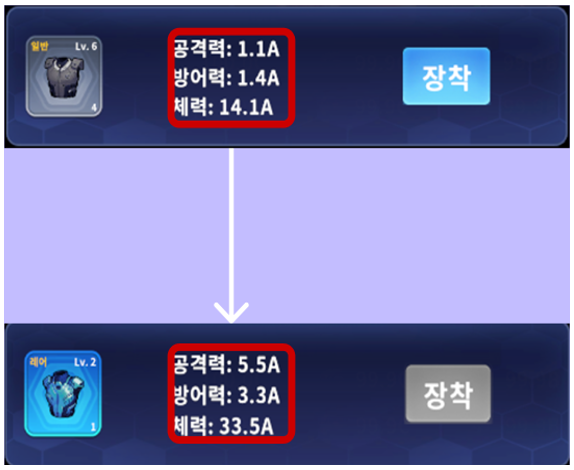 일반 Lv. 6
4
공격력: 1.1A
방어력: 1.4A
체력: 14.1A
장착
레어 Lv. 2
1
공격력: 5.5A
방어력: 3.3A
체력: 33.5A
장착